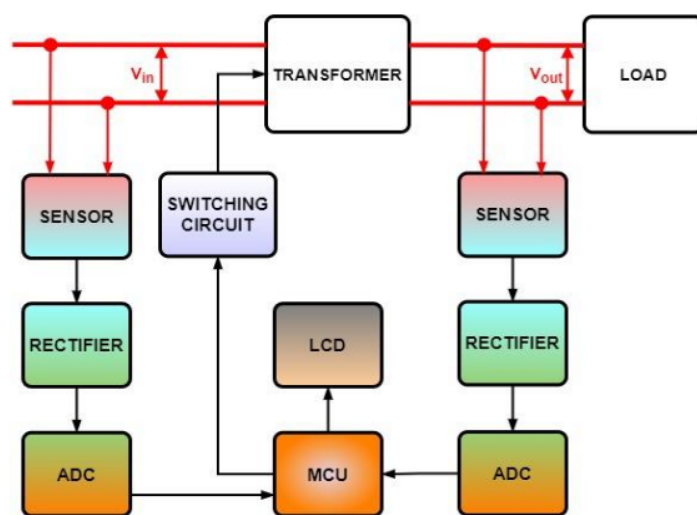 Vin
TRANSFORMER
Vout
LOAD
SENSOR
SWITCHING
CIRCUIT
SENSOR
RECTIFIER
LCD
RECTIFIER
ADC
MCU
ADC